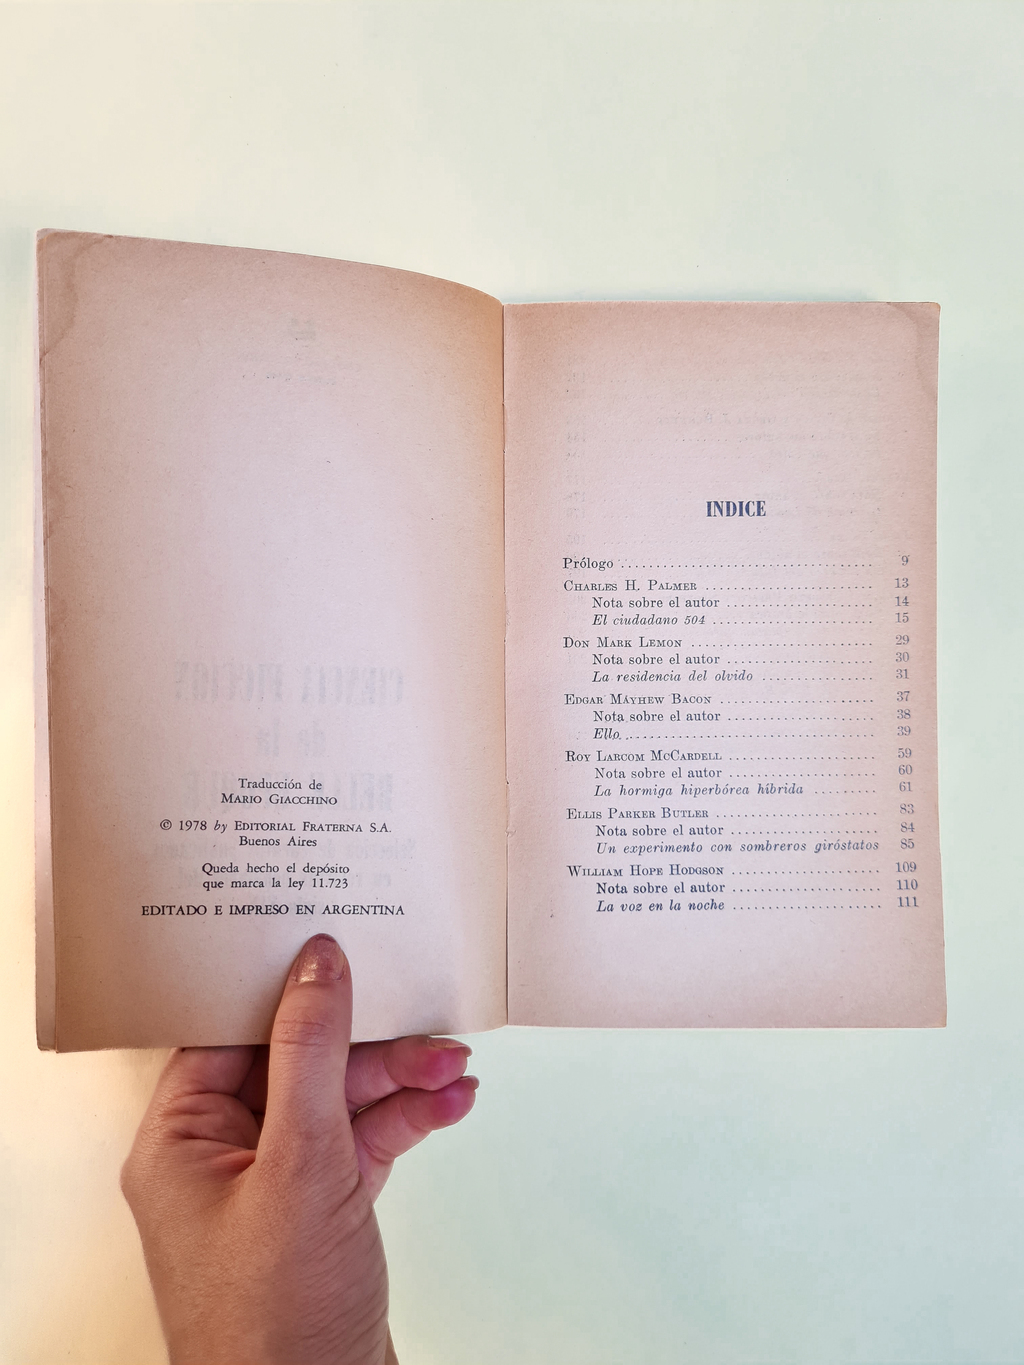 Traducción de
MARIO GIACCHINO
© 1978 by EDITORIAL FRATERNA S.A.
Buenos Aires
Queda hecho el depósito
que marca la ley 11.723
EDITADO E IMPRESO EN ARGENTINA
INDICE
Prólogo ................................... 9
CHARLES H. PALMER ........................ 13
Nota sobre el autor ..................... 14
El ciudadano 504 ....................... 15
DON MARK LEMON .......................... 29
Nota sobre el autor ..................... 30
La residencia del olvido ................ 31
EDGAR MAYHEW BACON ...................... 37
Nota sobre el autor ..................... 38
Ello ................................... 39
ROY LARCOM MCCARDELL ..................... 59
Nota sobre el autor ..................... 60
La hormiga hiperbórea híbrida ......... 61
ELLIS PARKER BUTLER ....................... 83
Nota sobre el autor ..................... 84
Un experimento con sombreros giróstatos 85
WILLIAM HOPE HODGSON ..................... 109
Nota sobre el autor ..................... 110
La voz en la noche ..................... 111